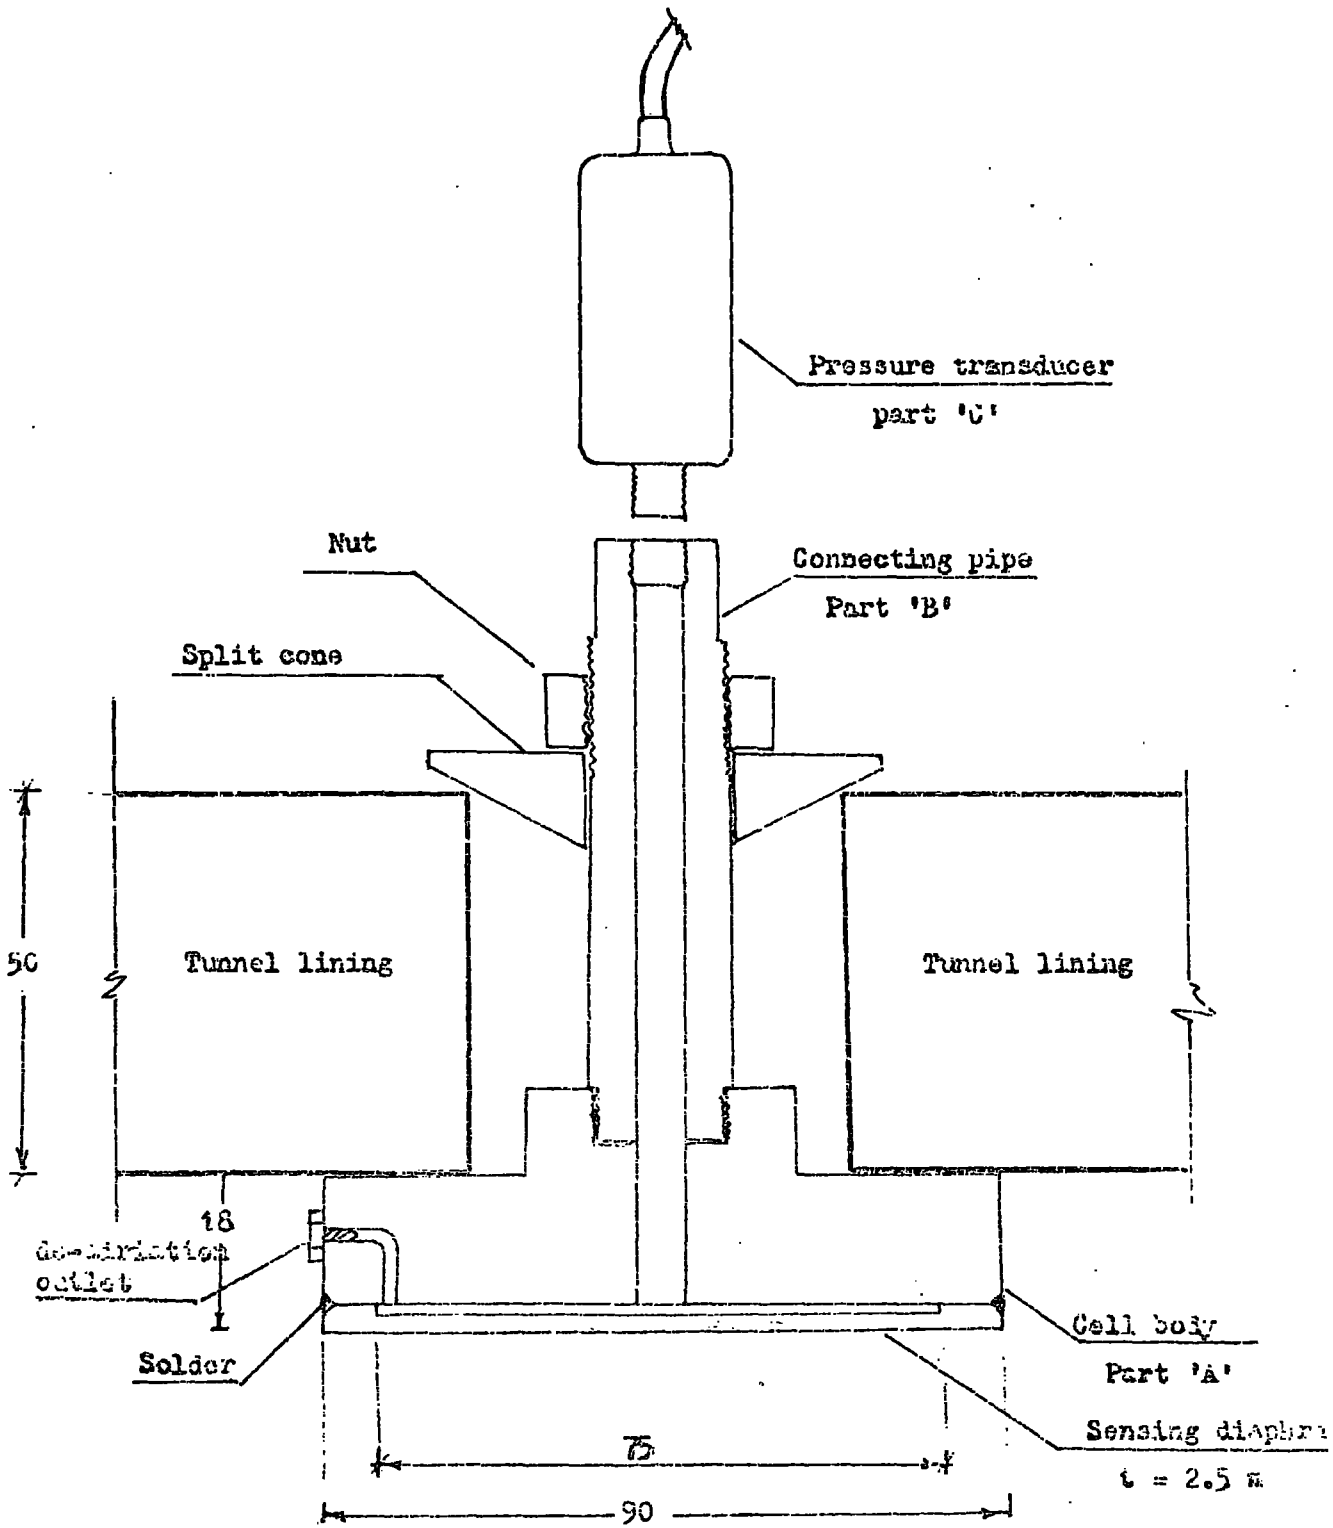 Pressure transducer
part 'C'
Nut
Connecting pipe
Part 'B'
Split cone
50
Tunnel lining
Tunnel lining
18
outlet
Solder
Cell body
Part 'A'
Sensing diaphra
t = 2.5 m
75
90